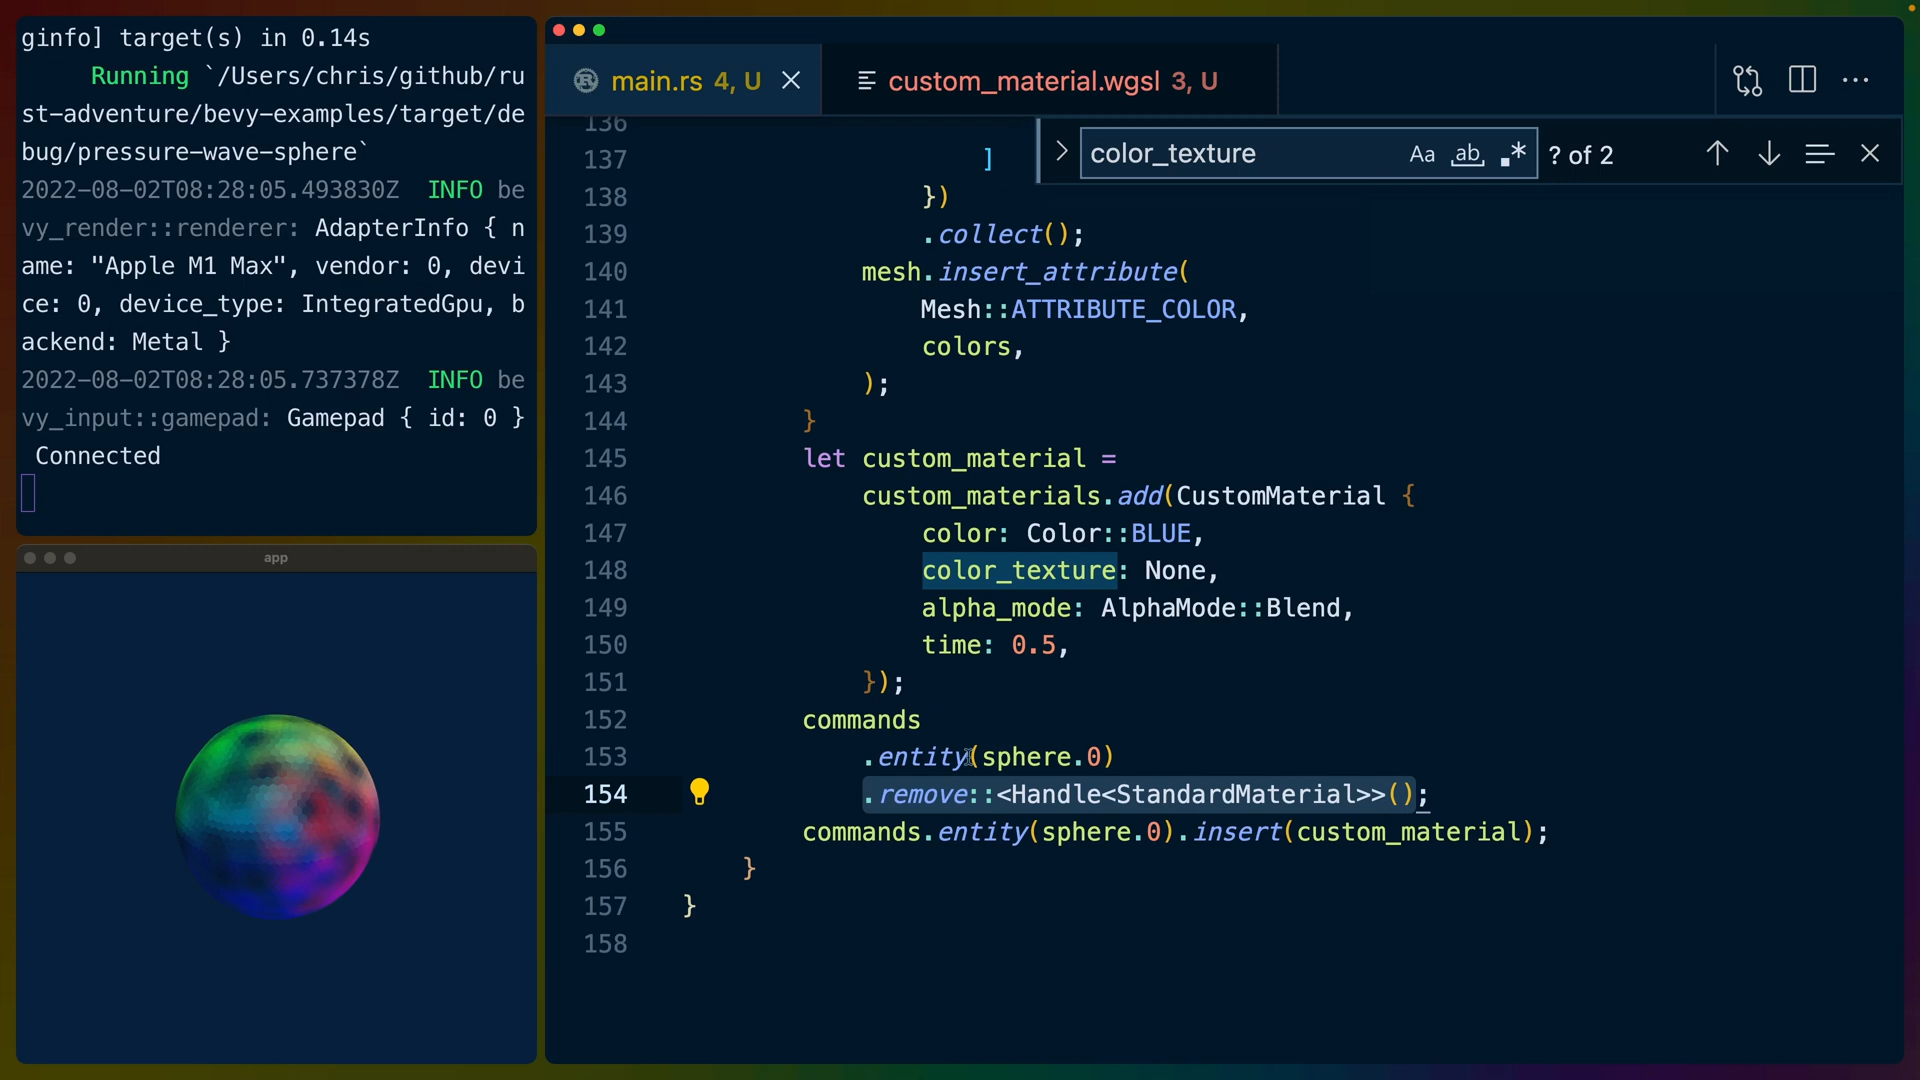 ginfo] target(s) in 0.14s
Running `/Users/chris/github/ru
st-adventure/bevy-examples/target/de
bug/pressure-wave-sphere`
2022-08-02T08:28:05.493830Z INFO be
vy_render::renderer: AdapterInfo { n
ame: "Apple M1 Max", vendor: 0, devi
ce: 0, device_type: IntegratedGpu, b
ackend: Metal }
2022-08-02T08:28:05.737378Z INFO be
vy_input::gamepad: Gamepad { id: 0 }
Connected
app
main.rs 4, U
custom_material.wgsl 3, U
color_texture Aa ab .* ? of 2
136
137 ]
138 })
139 .collect();
140 mesh.insert_attribute(
141 Mesh::ATTRIBUTE_COLOR,
142 colors,
143 );
144 }
145 let custom_material =
146 custom_materials.add(CustomMaterial {
147 color: Color::BLUE,
148 color_texture: None,
149 alpha_mode: AlphaMode::Blend,
150 time: 0.5,
151 });
152 commands
153 .entity(sphere.0)
154 .remove::<Handle<StandardMaterial>>();
155 commands.entity(sphere.0).insert(custom_material);
156 }
157 }
158